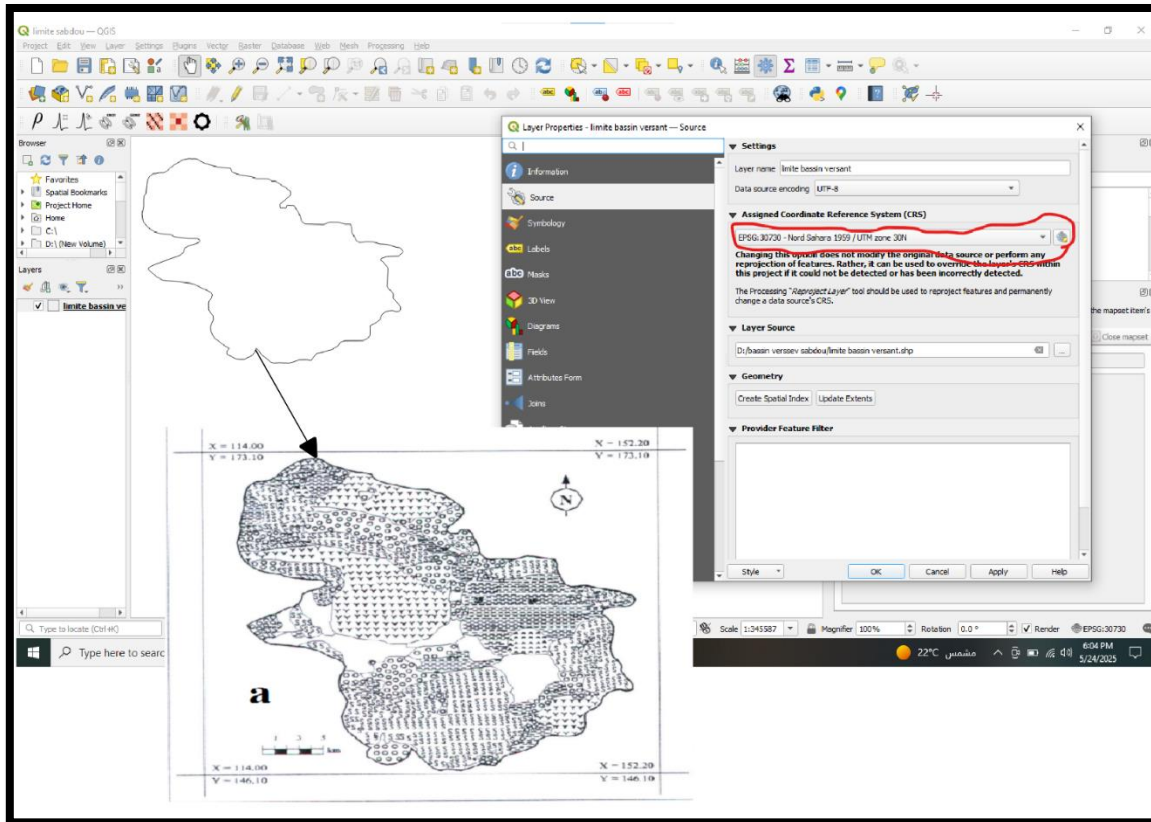 limite sabdou — QGIS
Project Edit View Layer Settings Plugins Vector Raster Database Web Mesh Processing Help
Layer Properties - limite bassin versant — Source
Browser
Favorites
Spatial Bookmarks
Project Home
Home
C:\
D:\ (New Volume)
Layers
limite bassin ve
Information
Source
Symbology
Labels
Masks
3D View
Diagrams
Fields
Attributes Form
Joins
Settings
Layer name limite bassin versant
Data source encoding UTF-8
Assigned Coordinate Reference System (CRS)
EPSG:30730 - Nord Sahara 1959 / UTM zone 30N
Changing this option does not modify the original data source or perform any
reprojection of features. Rather, it can be used to override the layer's CRS within
this project if it could not be detected or has been incorrectly detected.
The Processing "Reproject Layer" tool should be used to reproject features and permanently
change a data source's CRS.
Layer Source
D:/bassin verssev sabdou/limite bassin versant.shp
Geometry
Create Spatial Index Update Extents
Provider Feature Filter
Style OK Cancel Apply Help
the mapset item's
Close mapset
X = 114.00
Y = 173.10
X = 152.20
Y = 173.10
N
a
1 3 5
km
X = 114.00
Y = 146.10
X = 152.20
Y = 146.10
Type to locate (Ctrl+K)
Scale 1:345587 Magnifier 100% Rotation 0.0 ° Render EPSG:30730
Type here to searc
22°C مشمس
6:04 PM
5/24/2025